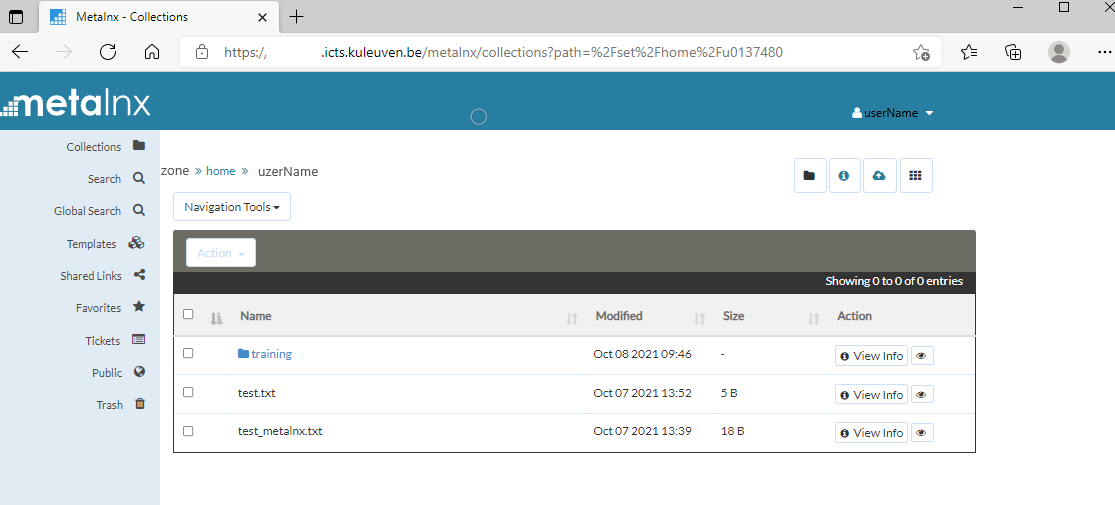 Metalnx - Collections
https:/, .icts.kuleuven.be/metalnx/collections?path=%2Fset%2Fhome%2Fu0137480
metalnx
userName
Collections
Search
Global Search
Templates
Shared Links
Favorites
Tickets
Public
Trash
zone » home » uzerName
Navigation Tools
Action
Showing 0 to 0 of 0 entries
Name Modified Size Action
training Oct 08 2021 09:46 - View Info
test.txt Oct 07 2021 13:52 5 B View Info
test_metalnx.txt Oct 07 2021 13:39 18 B View Info